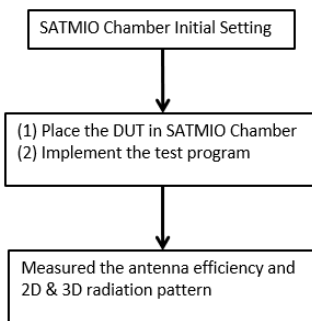 SATMIO Chamber Initial Setting
(1) Place the DUT in SATMIO Chamber
(2) Implement the test program
Measured the antenna efficiency and
2D & 3D radiation pattern